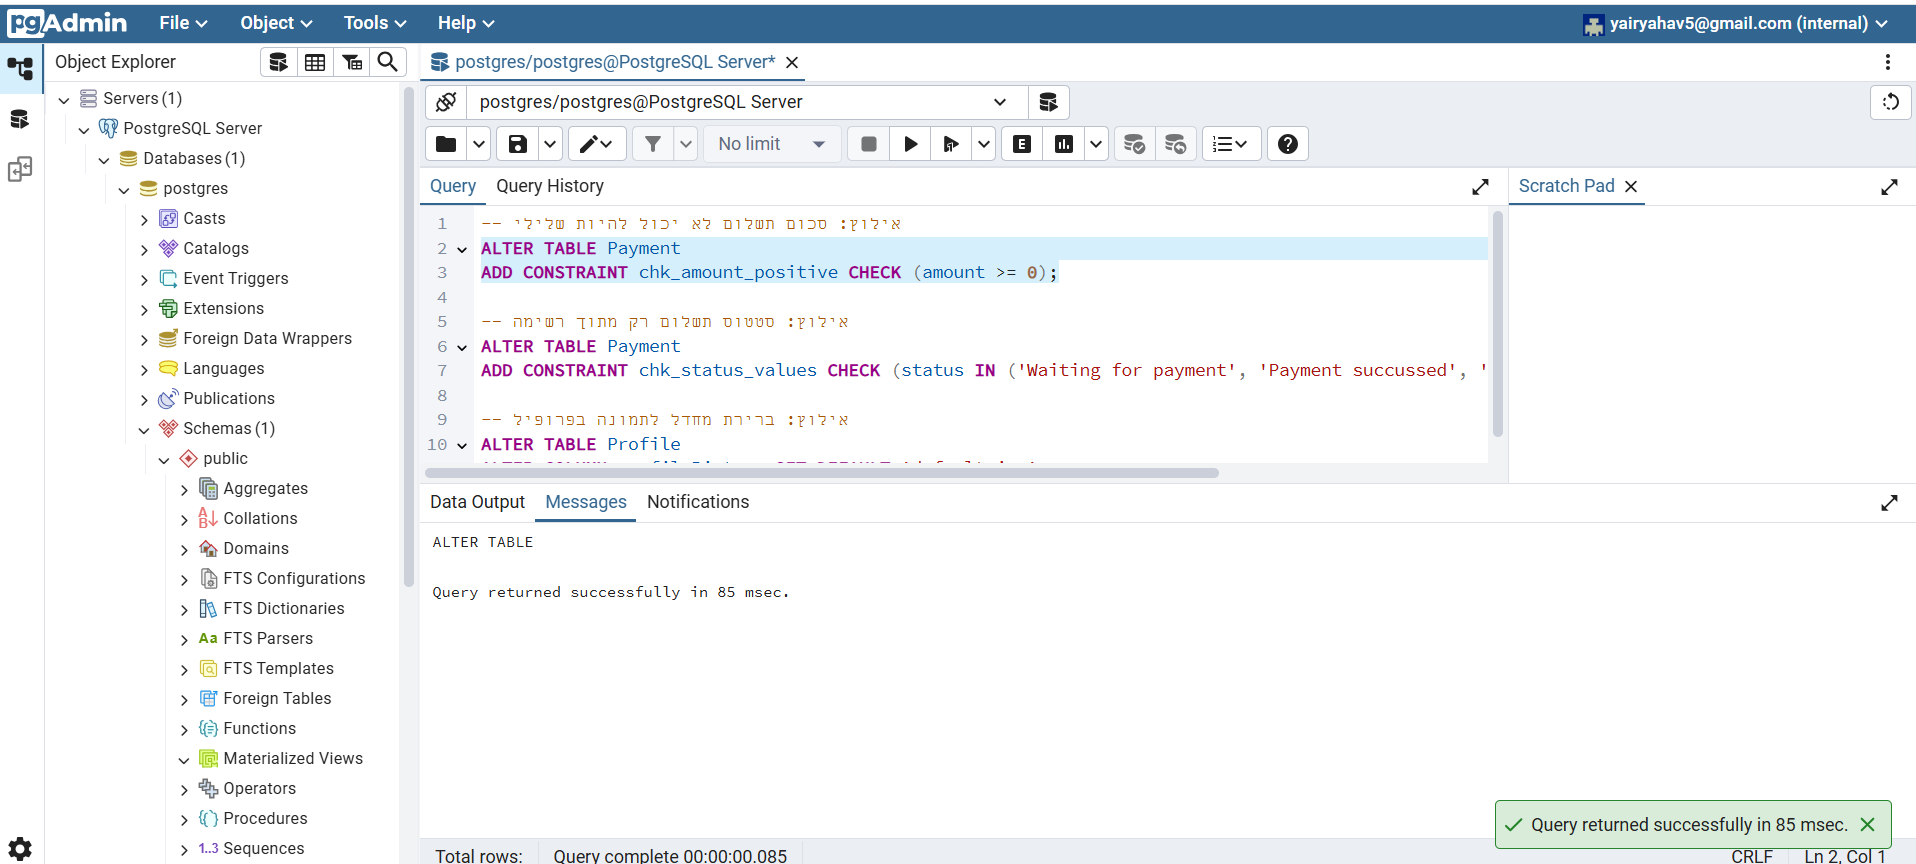 pgAdmin File Object Tools Help yairyahav5@gmail.com (internal)
Object Explorer
Servers (1)
PostgreSQL Server
Databases (1)
postgres
Casts
Catalogs
Event Triggers
Extensions
Foreign Data Wrappers
Languages
Publications
Schemas (1)
public
Aggregates
Collations
Domains
FTS Configurations
FTS Dictionaries
Aa FTS Parsers
FTS Templates
Foreign Tables
Functions
Materialized Views
Operators
Procedures
1..3 Sequences
postgres/postgres@PostgreSQL Server*
postgres/postgres@PostgreSQL Server
No limit E
Query Query History
1 -- אילוץ: סכום תשלום לא יכול להיות שלילי
2 ALTER TABLE Payment
3 ADD CONSTRAINT chk_amount_positive CHECK (amount >= 0);
4
5 -- אילוץ: סטטוס תשלום רק מתוך רשימה
6 ALTER TABLE Payment
7 ADD CONSTRAINT chk_status_values CHECK (status IN ('Waiting for payment', 'Payment succussed', '
8
9 -- אילוץ: ברירת מחדל לתמונה בפרופיל
10 ALTER TABLE Profile
Scratch Pad
Data Output Messages Notifications
ALTER TABLE
Query returned successfully in 85 msec.
Query returned successfully in 85 msec.
Total rows: Query complete 00:00:00.085 CRLF Ln 2, Col 1